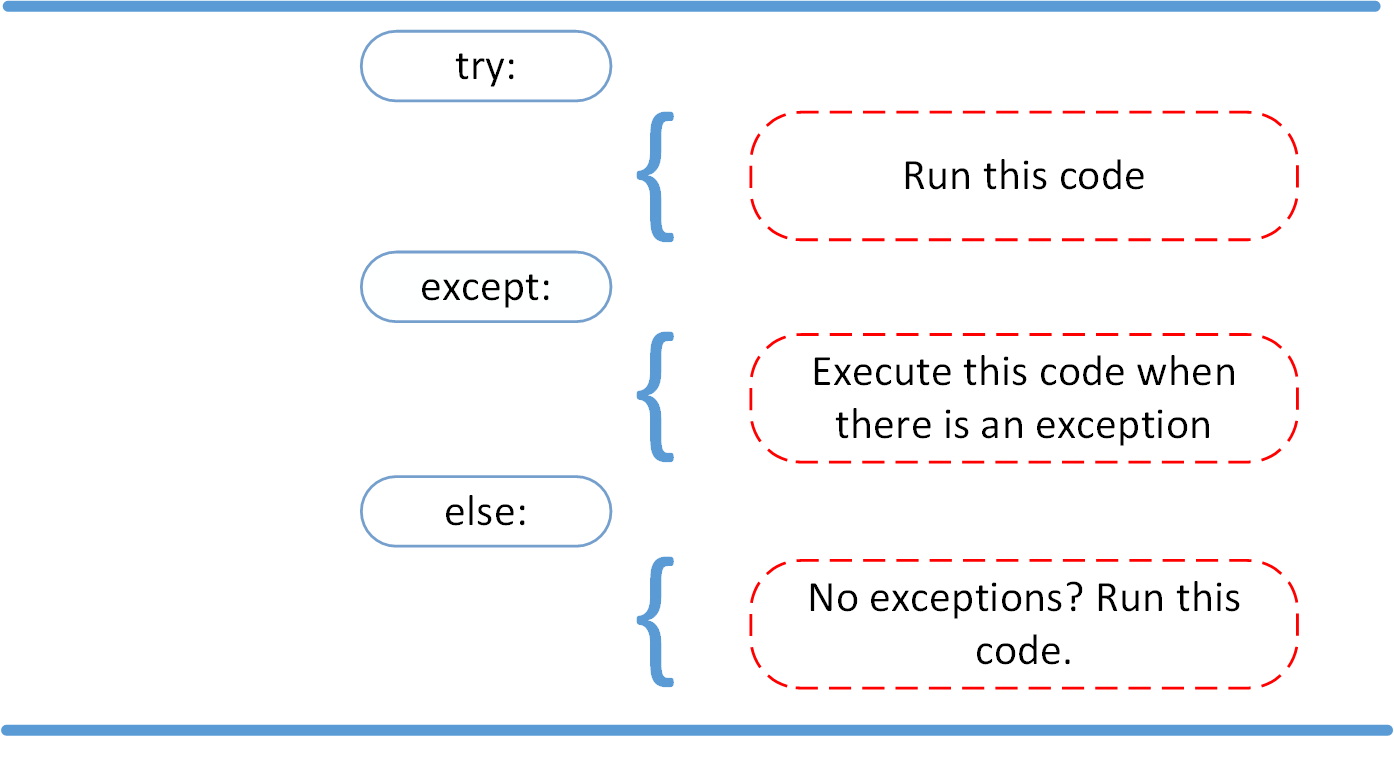 try:
Run this code
except:
Execute this code when
there is an exception
else:
No exceptions? Run this
code.